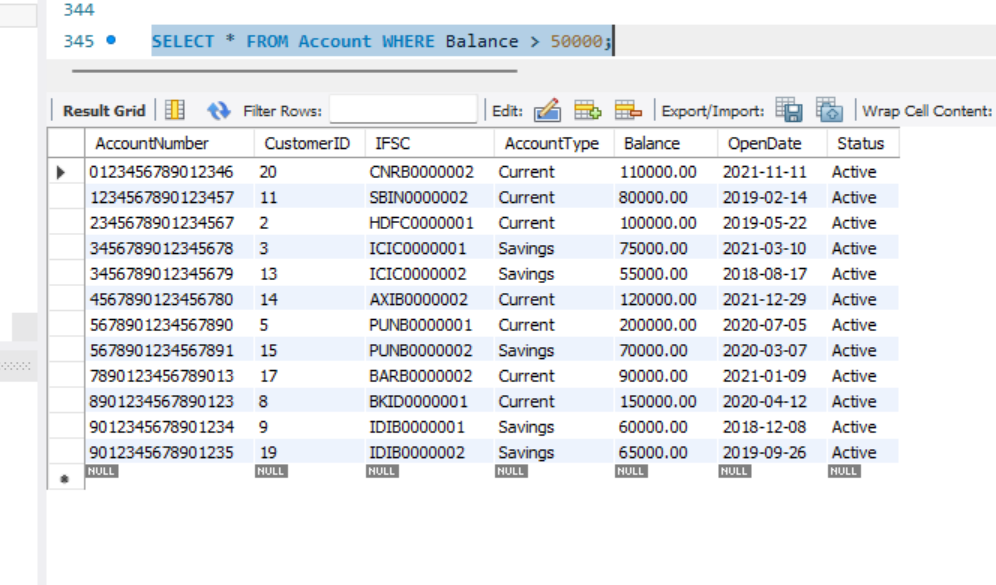 344
345 SELECT * FROM Account WHERE Balance > 50000;
Result Grid Filter Rows: Edit: Export/Import: Wrap Cell Content:
AccountNumber CustomerID IFSC AccountType Balance OpenDate Status
0123456789012346 20 CNRB0000002 Current 110000.00 2021-11-11 Active
1234567890123457 11 SBIN0000002 Current 80000.00 2019-02-14 Active
2345678901234567 2 HDFC0000001 Current 100000.00 2019-05-22 Active
3456789012345678 3 ICIC0000001 Savings 75000.00 2021-03-10 Active
3456789012345679 13 ICIC0000002 Savings 55000.00 2018-08-17 Active
4567890123456780 14 AXIB0000002 Current 120000.00 2021-12-29 Active
5678901234567890 5 PUNB0000001 Current 200000.00 2020-07-05 Active
5678901234567891 15 PUNB0000002 Savings 70000.00 2020-03-07 Active
7890123456789013 17 BARB0000002 Current 90000.00 2021-01-09 Active
8901234567890123 8 BKID0000001 Current 150000.00 2020-04-12 Active
9012345678901234 9 IDIB0000001 Savings 60000.00 2018-12-08 Active
9012345678901235 19 IDIB0000002 Savings 65000.00 2019-09-26 Active
NULL NULL NULL NULL NULL NULL NULL